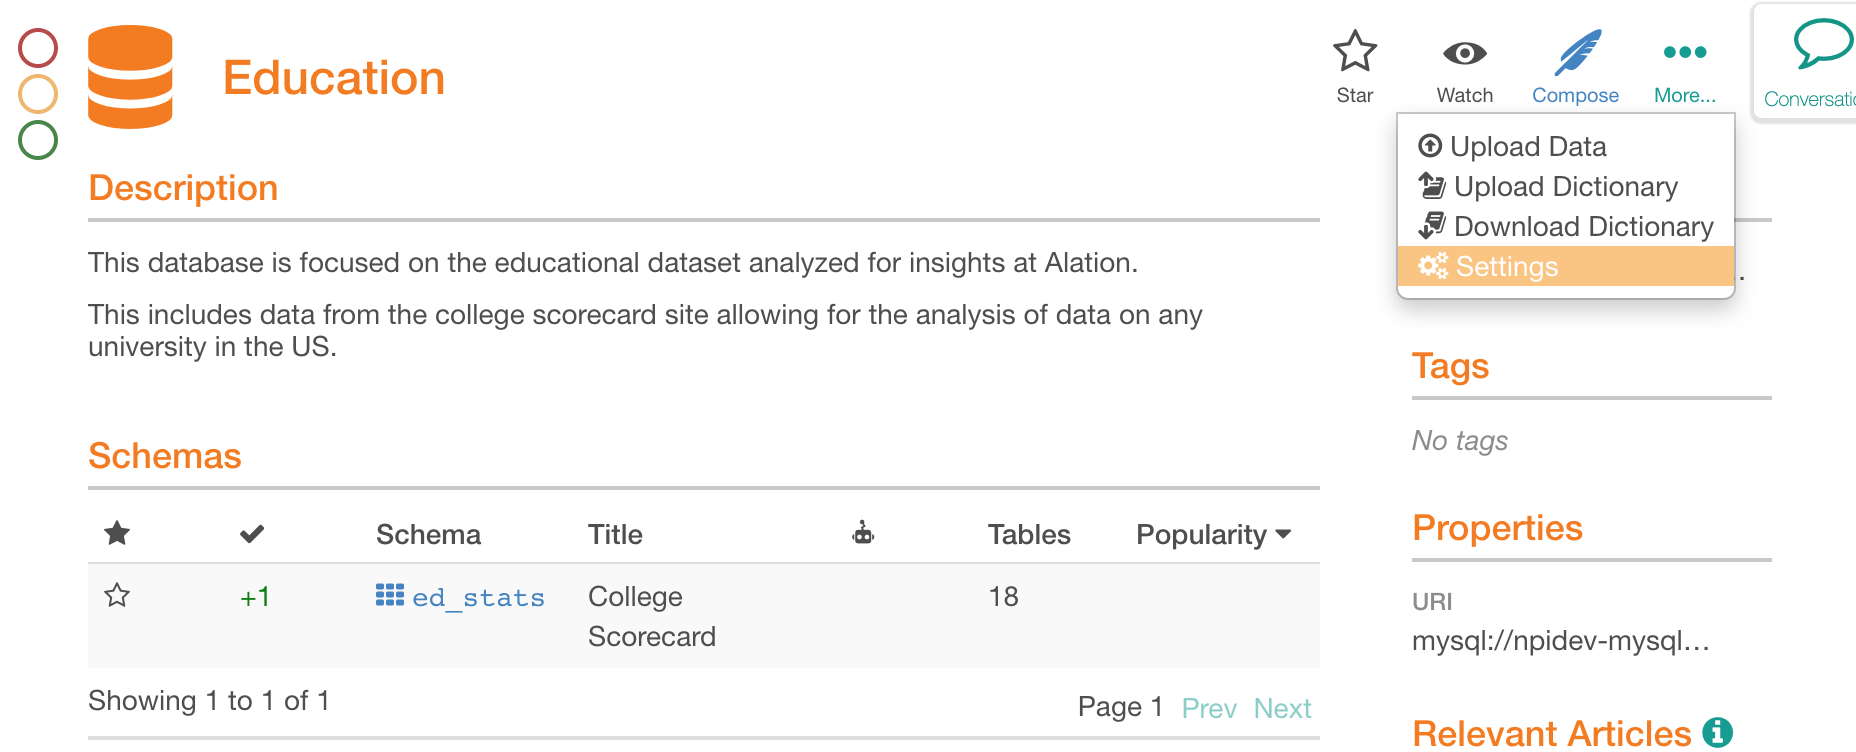 Education
Star
Watch
Compose
More...
Upload Data
Upload Dictionary
Download Dictionary
Settings
Description
This database is focused on the educational dataset analyzed for insights at Alation.
This includes data from the college scorecard site allowing for the analysis of data on any
university in the US.
Schemas
Schema Title Tables Popularity
+1 ed_stats College 18
Scorecard
Showing 1 to 1 of 1
Page 1 Prev Next
Tags
No tags
Properties
URI
mysql://npidev-mysql…
Relevant Articles